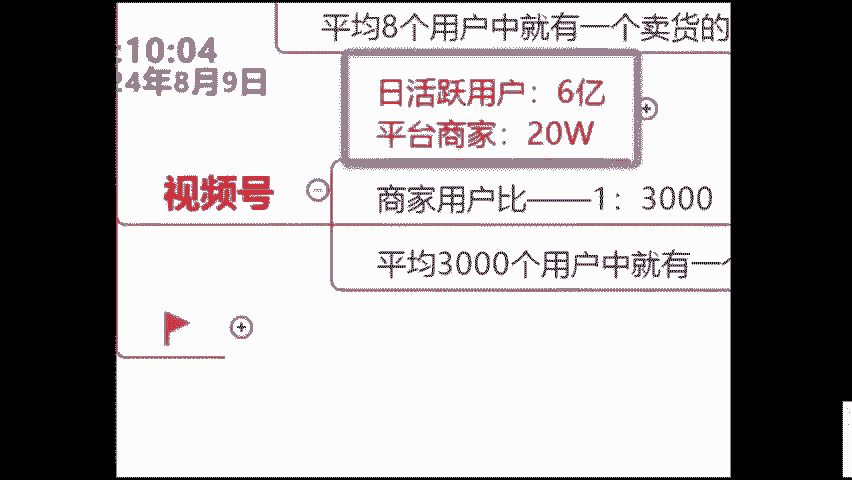 平均8个用户中就有一个卖货的
:10:04
24年8月9日
日活跃用户：6亿
平台商家：20W
视频号
商家用户比——1：3000
平均3000个用户中就有一个